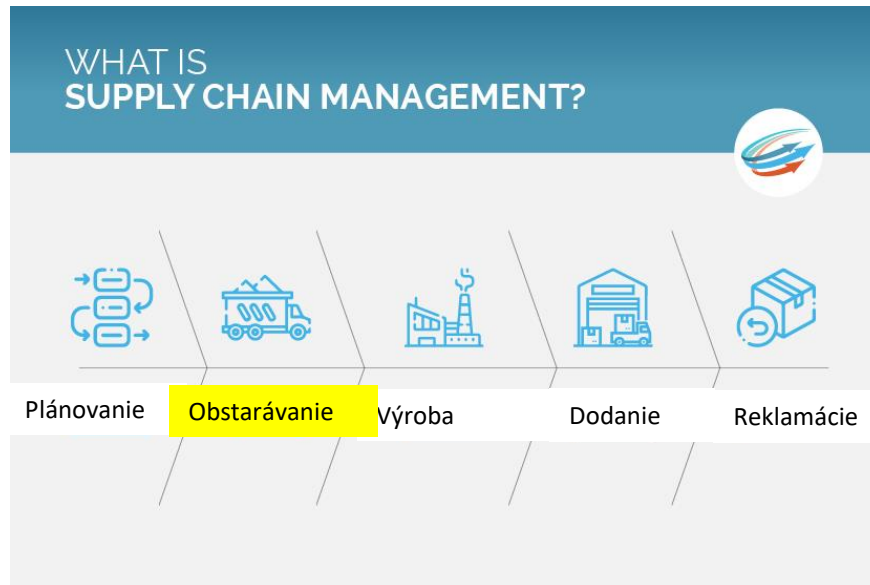 WHAT IS
SUPPLY CHAIN MANAGEMENT?
Plánovanie
Obstarávanie
Výroba
Dodanie
Reklamácie